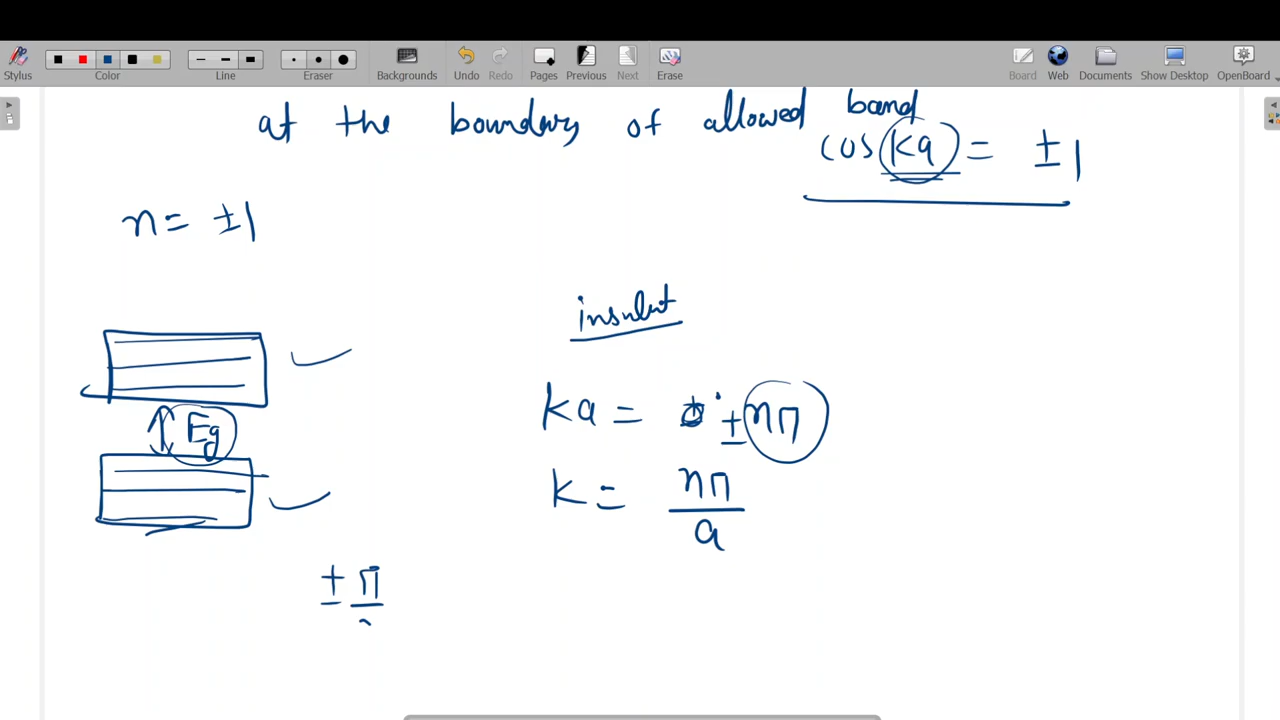 Stylus
Color
Line
Eraser
Backgrounds
Undo
Redo
Pages
Previous
Next
Erase
Board
Web
Documents
Show Desktop
OpenBoard
at the boundary of allowed band
cos ka = ±1
n = ±1
insulat
ka = ± nπ
Eg
k = nπ/a
± π